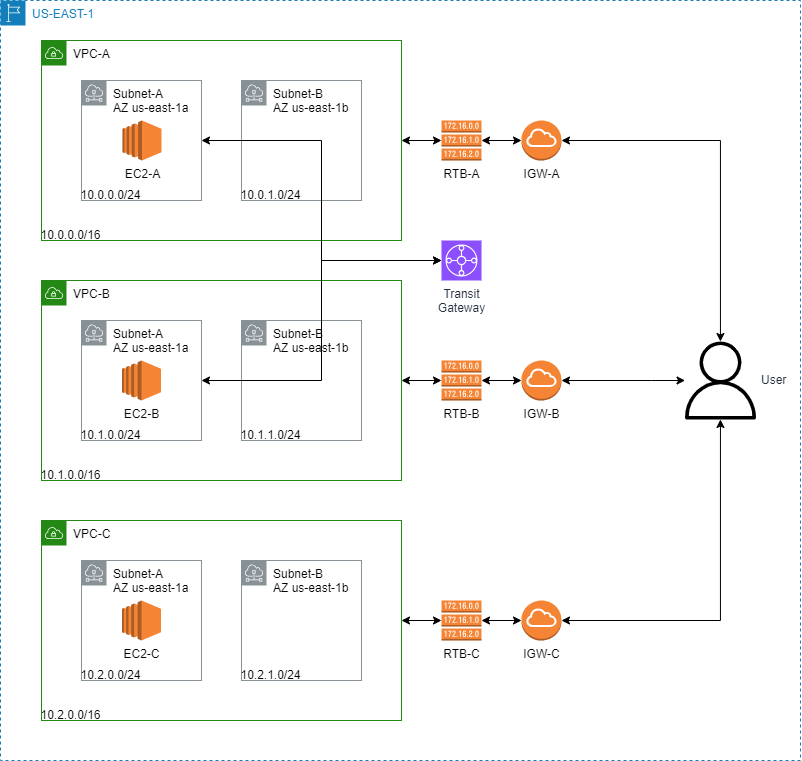 US-EAST-1
VPC-A
Subnet-A
AZ us-east-1a
EC2-A
10.0.0.0/24
Subnet-B
AZ us-east-1b
10.0.1.0/24
10.0.0.0/16
172.16.0.0
172.16.1.0
172.16.2.0
RTB-A
IGW-A
Transit
Gateway
VPC-B
Subnet-A
AZ us-east-1a
EC2-B
10.1.0.0/24
Subnet-B
AZ us-east-1b
10.1.1.0/24
10.1.0.0/16
172.16.0.0
172.16.1.0
172.16.2.0
RTB-B
IGW-B
User
VPC-C
Subnet-A
AZ us-east-1a
EC2-C
10.2.0.0/24
Subnet-B
AZ us-east-1b
10.2.1.0/24
10.2.0.0/16
172.16.0.0
172.16.1.0
172.16.2.0
RTB-C
IGW-C